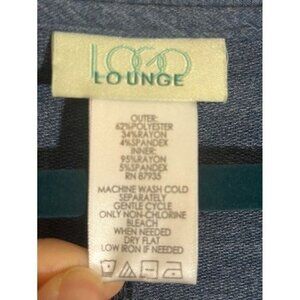 LOGO
LOUNGE
OUTER:
62%POLYESTER
34%RAYON
4%SPANDEX
INNER:
95%RAYON
5%SPANDEX
RN 87935
MACHINE WASH COLD
SEPARATELY
GENTLE CYCLE
ONLY NON-CHLORINE
BLEACH
WHEN NEEDED
DRY FLAT
LOW IRON IF NEEDED